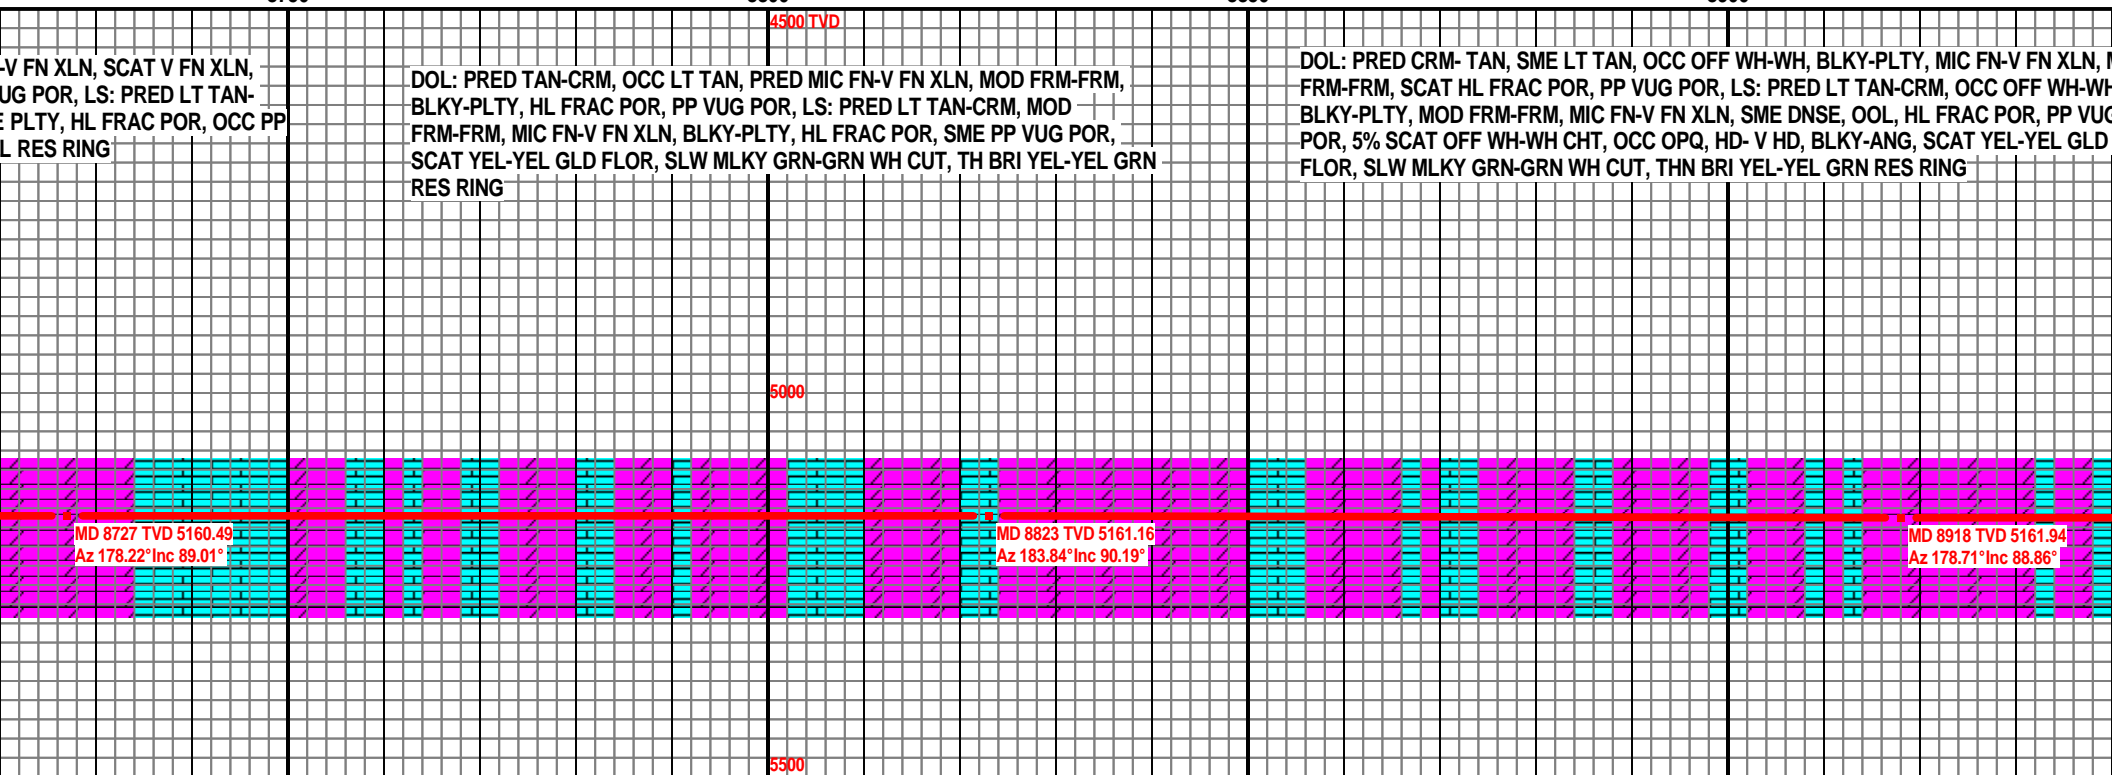 4500 TVD
-V FN XLN, SCAT V FN XLN,
UG POR, LS: PRED LT TAN-
PLTY, HL FRAC POR, OCC PP
RES RING
DOL: PRED TAN-CRM, OCC LT TAN, PRED MIC FN-V FN XLN, MOD FRM-FRM,
BLKY-PLTY, HL FRAC POR, PP VUG POR, LS: PRED LT TAN-CRM, MOD
FRM-FRM, MIC FN-V FN XLN, BLKY-PLTY, HL FRAC POR, SME PP VUG POR,
SCAT YEL-YEL GLD FLOR, SLW MLKY GRN-GRN WH CUT, TH BRI YEL-YEL GRN
RES RING
DOL: PRED CRM- TAN, SME LT TAN, OCC OFF WH-WH, BLKY-PLTY, MIC FN-V FN XLN,
FRM-FRM, SCAT HL FRAC POR, PP VUG POR, LS: PRED LT TAN-CRM, OCC OFF WH-WH
BLKY-PLTY, MOD FRM-FRM, MIC FN-V FN XLN, SME DNSE, OOL, HL FRAC POR, PP VUG
POR, 5% SCAT OFF WH-WH CHT, OCC OPQ, HD- V HD, BLKY-ANG, SCAT YEL-YEL GLD
FLOR, SLW MLKY GRN-GRN WH CUT, THN BRI YEL-YEL GRN RES RING
5000
MD 8727 TVD 5160.49
Az 178.22° Inc 89.01°
MD 8823 TVD 5161.16
Az 183.84° Inc 90.19°
MD 8918 TVD 5161.94
Az 178.71° Inc 88.86°
5500